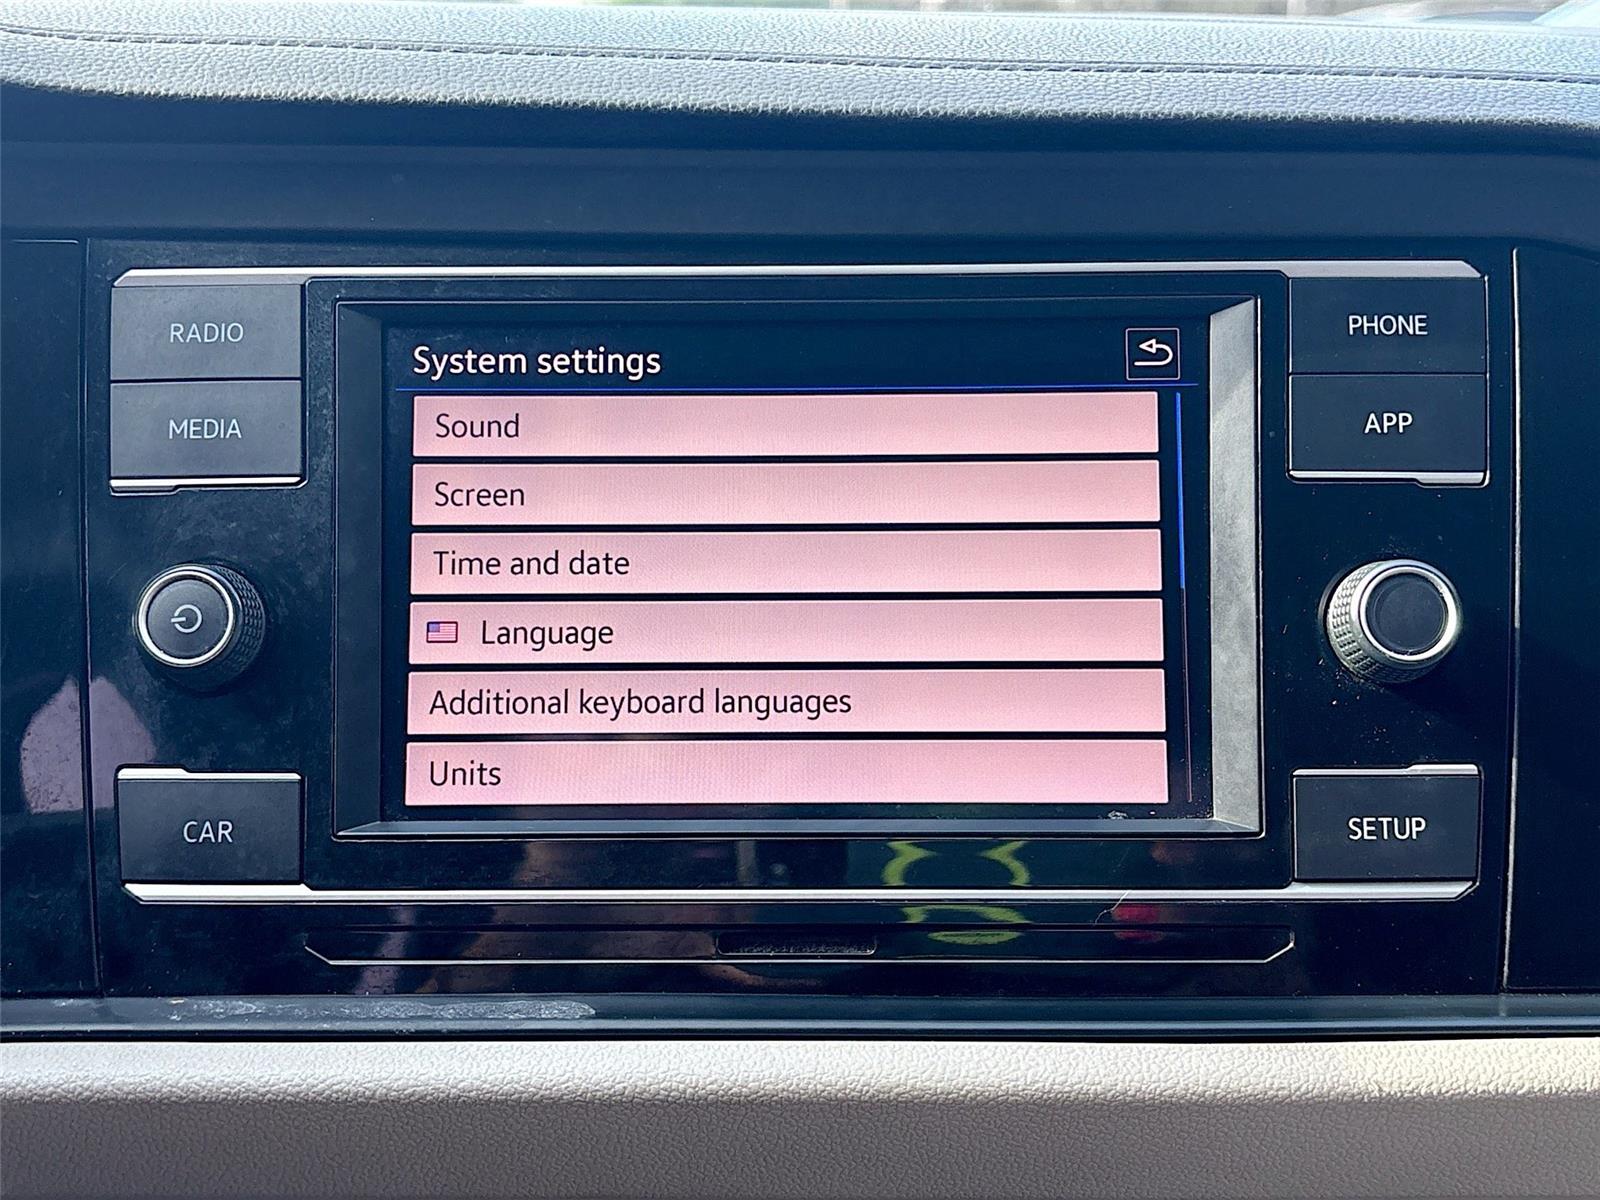 RADIO
MEDIA
CAR
System settings
Sound
Screen
Time and date
Language
Additional keyboard languages
Units
PHONE
APP
SETUP